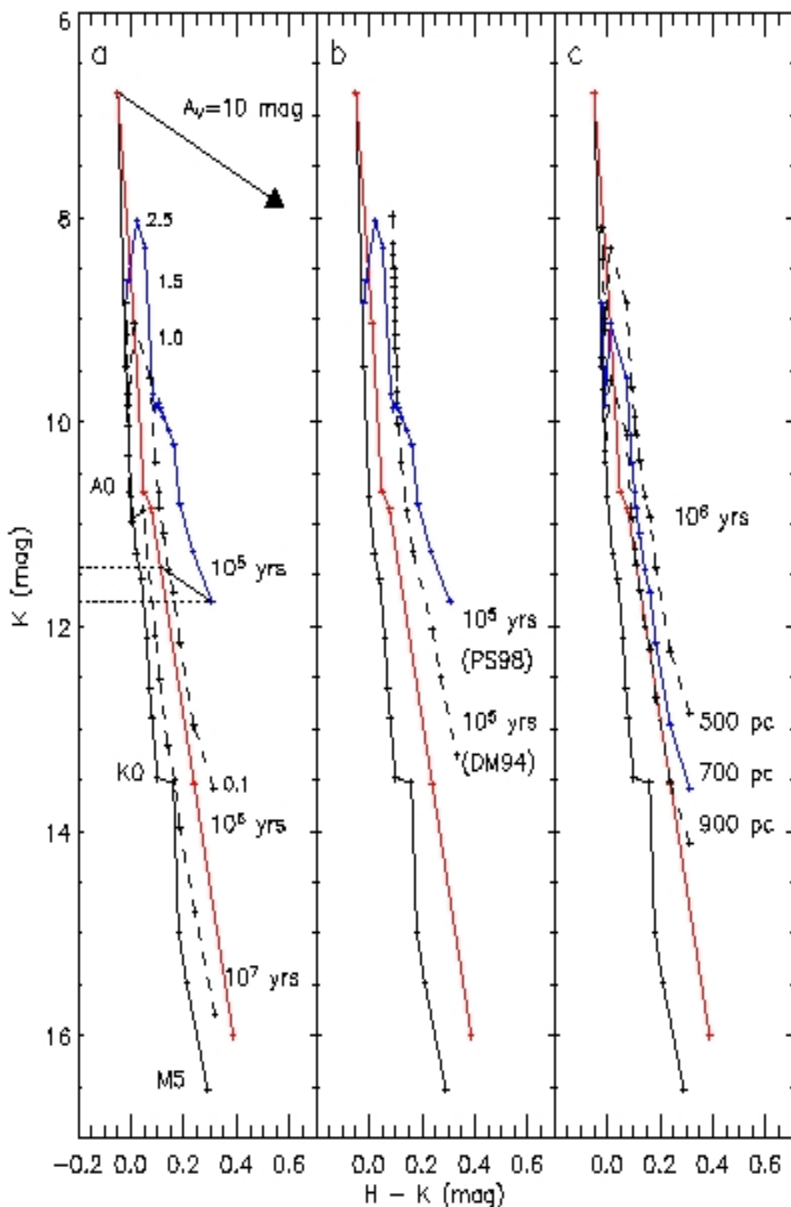 6
8
10
12
14
16
K (mag)
a
A_V=10 mag
2.5
1.5
1.0
A0
10^5 yrs
K0
0.1
10^6 yrs
10^7 yrs
M5
b
10^5 yrs
(PS98)
10^5 yrs
(DM94)
c
10^6 yrs
500 pc
700 pc
900 pc
-0.2 0.0 0.2 0.4 0.6
0.0 0.2 0.4 0.6
0.0 0.2 0.4 0.6
H - K (mag)